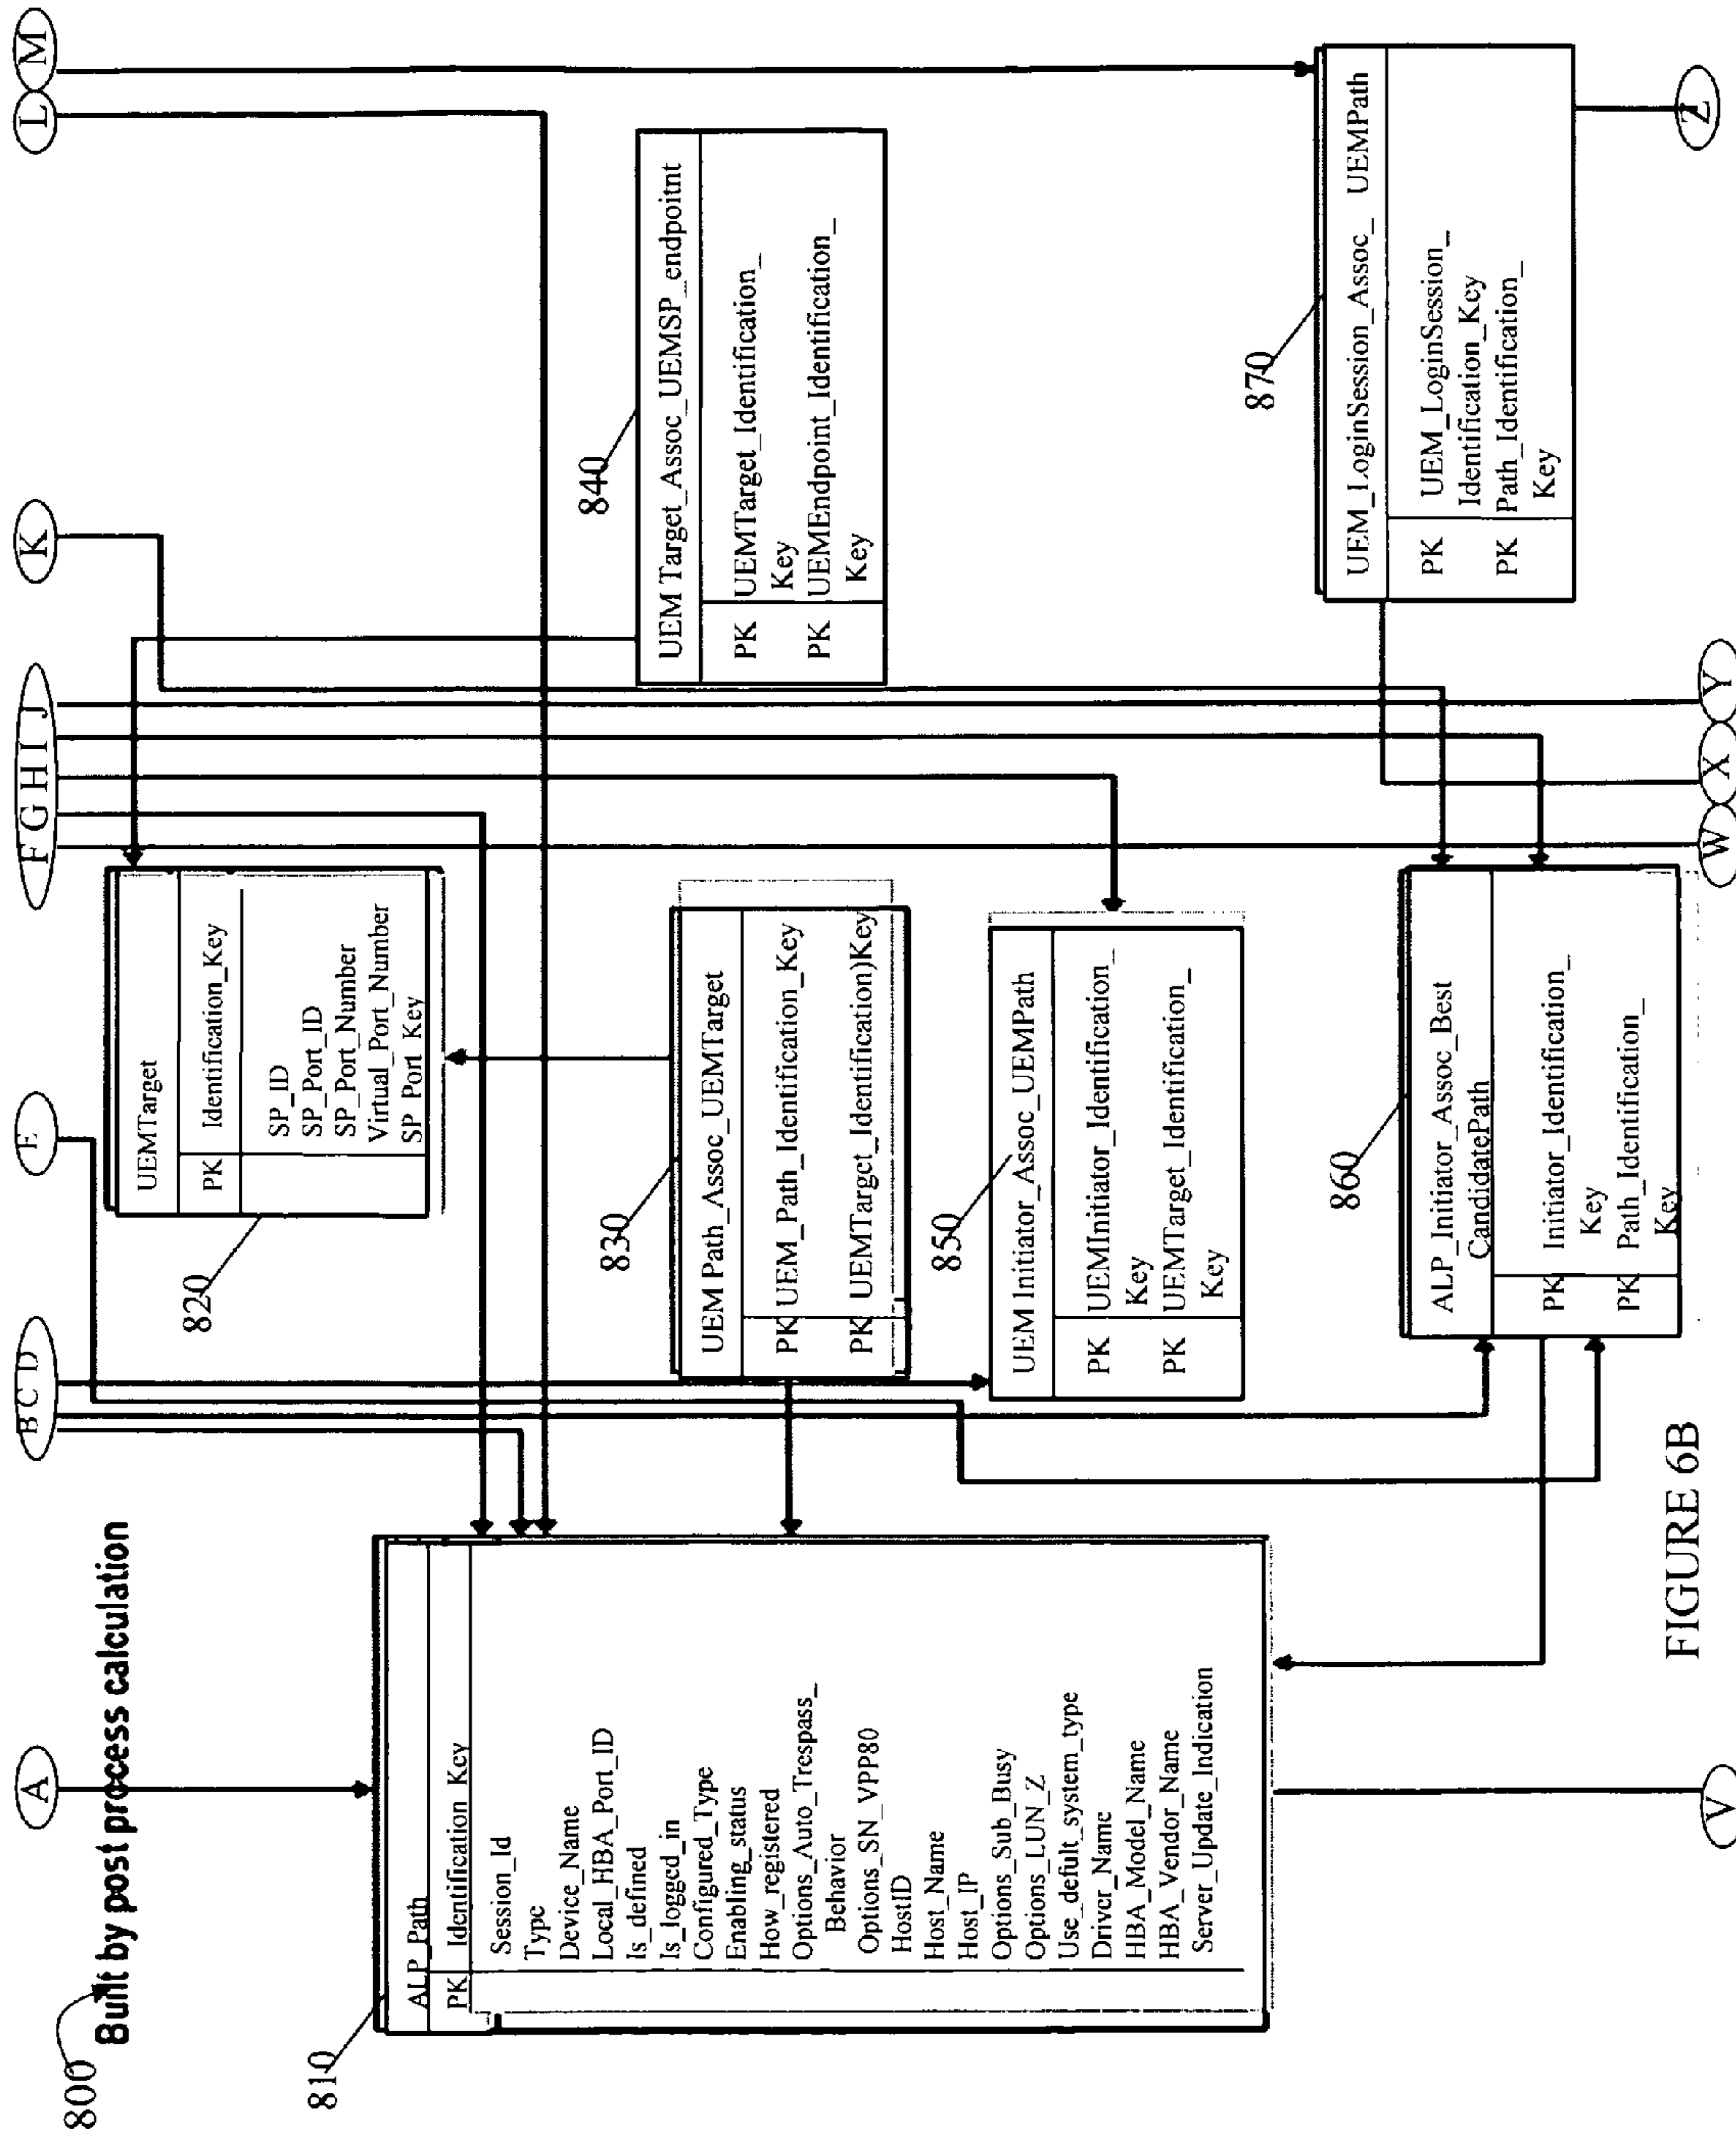 800
Built by post process calculation
A
B C D
E
F G H I J
K
L
M
810
ALP_Path
PK Identification_Key
Session_Id
Type
Device_Name
Local_HBA_Port_ID
Is_defined
Is_logged_in
Configured_Type
Enabling_status
How_registered
Options_Auto_Trespass_
Behavior
Options_SN_VPP80
HostID
Host_Name
Host_IP
Options_Sub_Busy
Options_LUN_Z
Use_defult_system_type
Driver_Name
HBA_Model_Name
HBA_Vendor_Name
Server_Update_Indication
820
UEMTarget
PK Identification_Key
SP_ID
SP_Port_ID
SP_Port_Number
Virtual_Port_Number
SP_Port_Key
830
UEM Path_Assoc_UEMTarget
PK UEM_Path_Identification_Key
PK UEMTarget_Identification)Key
840
UEM Target_Assoc_UEMSP_endpoitnt
PK UEMTarget_Identification_
Key
PK UEMEndpoint_Identification_
Key
850
UEM Initiator_Assoc_UEMPath
PK UEMInitiator_Identification_
Key
PK UEMTarget_Identification_
Key
860
ALP_Initiator_Assoc_Best
CandidatePath
PK Initiator_Identification_
Key
PK Path_Identification_
Key
870
UEM_LoginSession_Assoc_ UEMPath
PK UEM_LoginSession_
Identification_Key
PK Path_Identification_
Key
V
W
X
Y
Z
FIGURE 6B